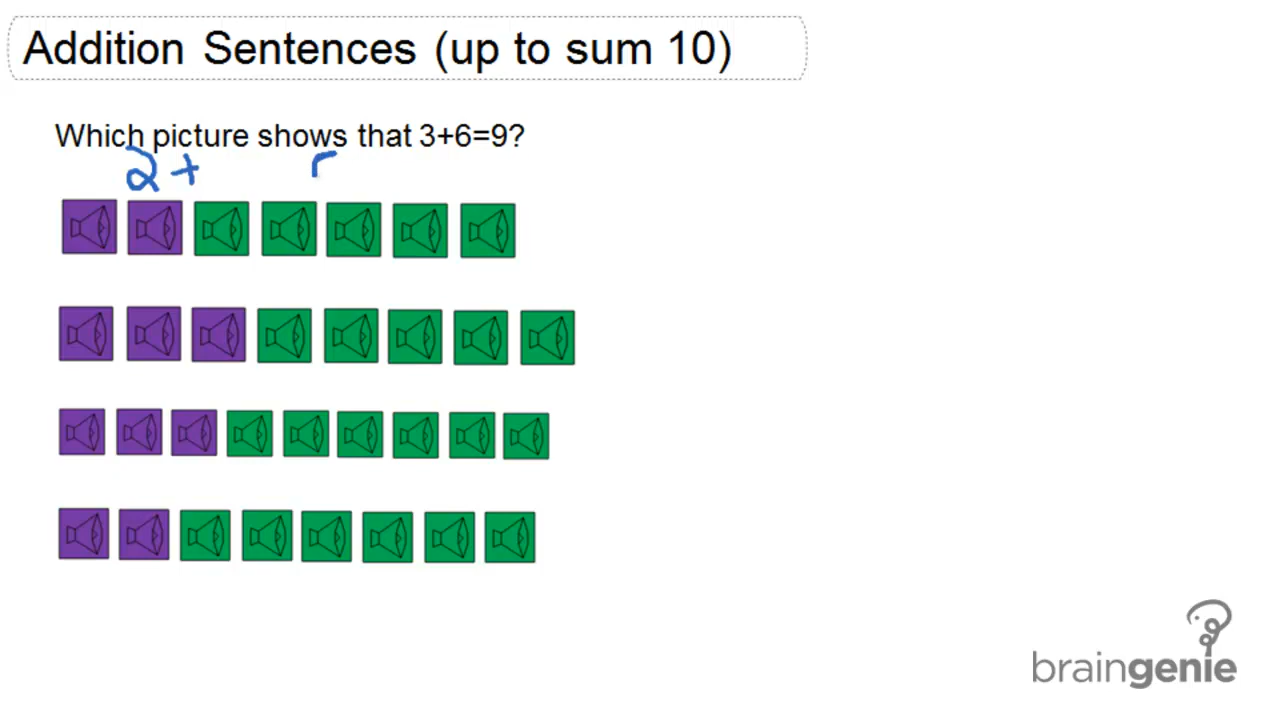 Addition Sentences (up to sum 10)
Which picture shows that 3+6=9?
2 +
braingenie